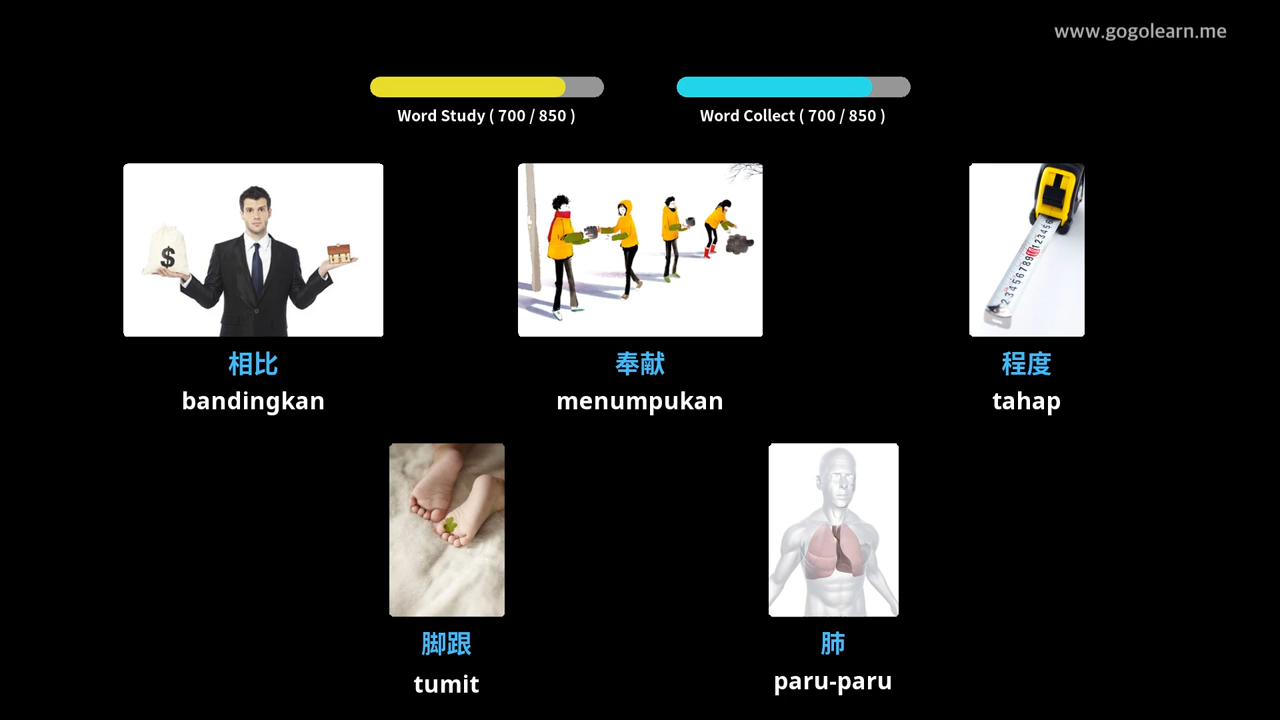 www.gogolearn.me
Word Study ( 700 / 850 )
Word Collect ( 700 / 850 )
$
相比
bandingkan
奉献
menumpukan
程度
tahap
脚跟
tumit
肺
paru-paru